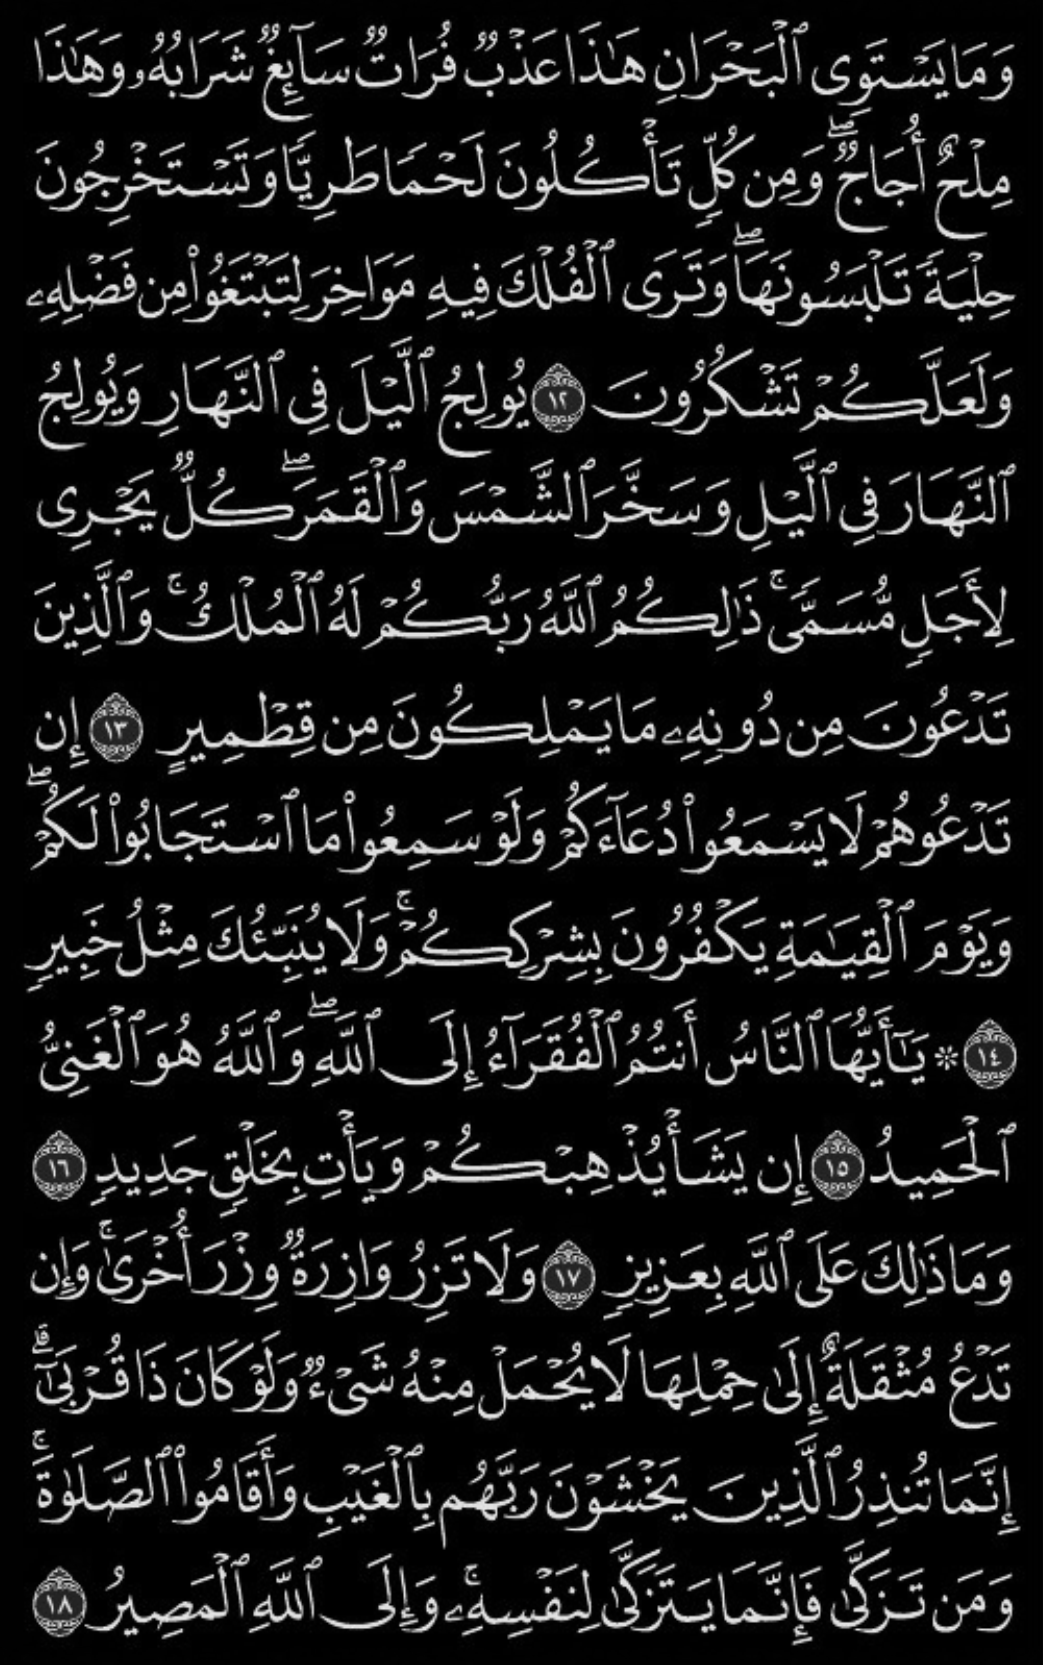 وَمَا يَسْتَوِى ٱلْبَحْرَانِ هَٰذَا عَذْبٌ فُرَاتٌ سَآئِغٌ شَرَابُهُۥ وَهَٰذَا
مِلْحٌ أُجَاجٌ ۖ وَمِن كُلٍّ تَأْكُلُونَ لَحْمًا طَرِيًّا وَتَسْتَخْرِجُونَ
حِلْيَةً تَلْبَسُونَهَا ۖ وَتَرَى ٱلْفُلْكَ فِيهِ مَوَاخِرَ لِتَبْتَغُوا۟ مِن فَضْلِهِۦ
وَلَعَلَّكُمْ تَشْكُرُونَ ١٢ يُولِجُ ٱلَّيْلَ فِى ٱلنَّهَارِ وَيُولِجُ
ٱلنَّهَارَ فِى ٱلَّيْلِ وَسَخَّرَ ٱلشَّمْسَ وَٱلْقَمَرَ ۖ كُلٌّ يَجْرِى
لِأَجَلٍ مُّسَمًّى ۚ ذَٰلِكُمُ ٱللَّهُ رَبُّكُمْ لَهُ ٱلْمُلْكُ ۚ وَٱلَّذِينَ
تَدْعُونَ مِن دُونِهِۦ مَا يَمْلِكُونَ مِن قِطْمِيرٍ ١٣ إِن
تَدْعُوهُمْ لَا يَسْمَعُوا۟ دُعَآءَكُمْ وَلَوْ سَمِعُوا۟ مَا ٱسْتَجَابُوا۟ لَكُمْ ۖ
وَيَوْمَ ٱلْقِيَٰمَةِ يَكْفُرُونَ بِشِرْكِكُمْ ۚ وَلَا يُنَبِّئُكَ مِثْلُ خَبِيرٍ
١٤ ۞ يَٰٓأَيُّهَا ٱلنَّاسُ أَنتُمُ ٱلْفُقَرَآءُ إِلَى ٱللَّهِ ۖ وَٱللَّهُ هُوَ ٱلْغَنِىُّ
ٱلْحَمِيدُ ١٥ إِن يَشَأْ يُذْهِبْكُمْ وَيَأْتِ بِخَلْقٍ جَدِيدٍ ١٦
وَمَا ذَٰلِكَ عَلَى ٱللَّهِ بِعَزِيزٍ ١٧ وَلَا تَزِرُ وَازِرَةٌ وِزْرَ أُخْرَىٰ ۚ وَإِن
تَدْعُ مُثْقَلَةٌ إِلَىٰ حِمْلِهَا لَا يُحْمَلْ مِنْهُ شَىْءٌ وَلَوْ كَانَ ذَا قُرْبَىٰٓ ۗ
إِنَّمَا تُنذِرُ ٱلَّذِينَ يَخْشَوْنَ رَبَّهُم بِٱلْغَيْبِ وَأَقَامُوا۟ ٱلصَّلَوٰةَ ۚ
وَمَن تَزَكَّىٰ فَإِنَّمَا يَتَزَكَّىٰ لِنَفْسِهِۦ ۚ وَإِلَى ٱللَّهِ ٱلْمَصِيرُ ١٨